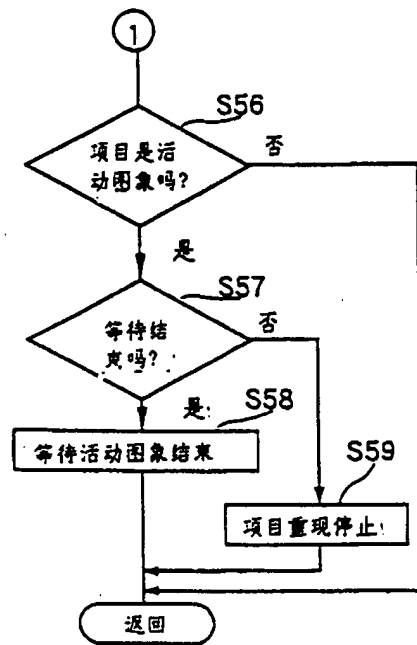 1
S56
项目是活
动图象吗?
否
是
S57
等待结
束吗?
否
是:
S58
等待活动图象结束
S59
项目重现停止:
返回